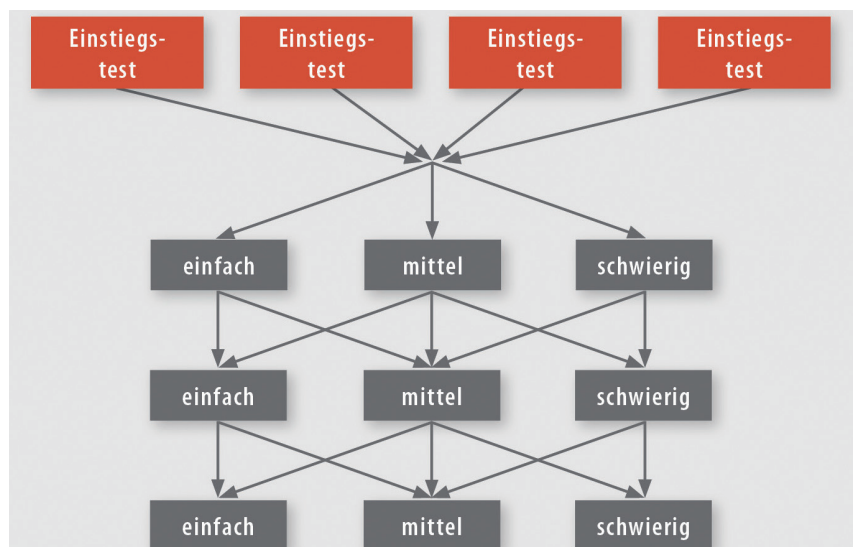 Einstiegs-
test
Einstiegs-
test
Einstiegs-
test
Einstiegs-
test
einfach
mittel
schwierig
einfach
mittel
schwierig
einfach
mittel
schwierig